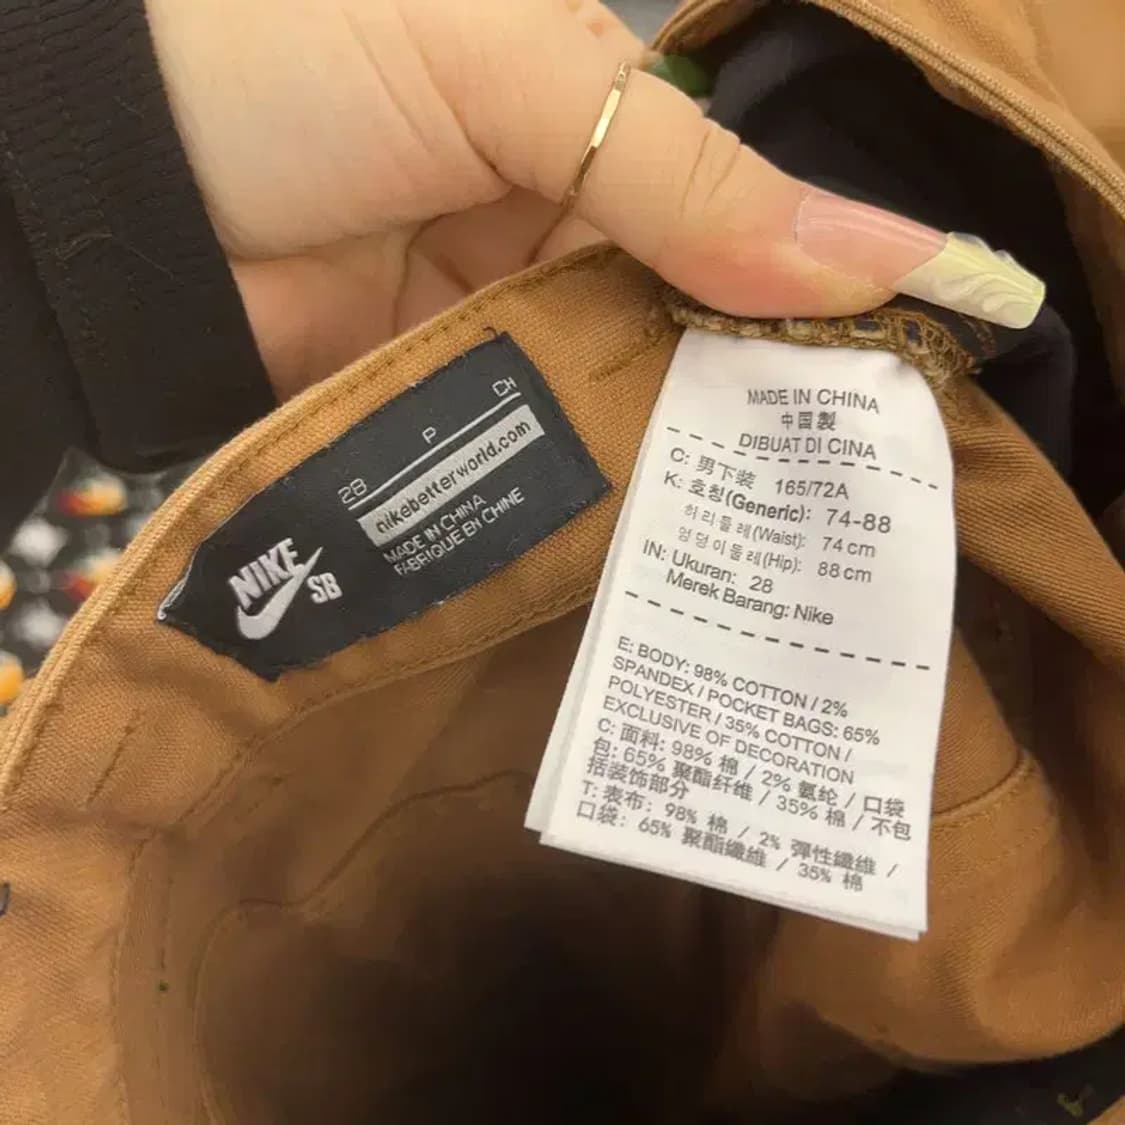 28 P CH
nikebetterworld.com
MADE IN CHINA
FABRIQUE EN CHINE
NIKE
SB
MADE IN CHINA
中国製
DIBUAT DI CINA
C: 男下装 165/72A
K: 호칭(Generic): 74-88
허리둘레(Waist): 74 cm
엉덩이둘레(Hip): 88 cm
IN: Ukuran: 28
Merek Barang: Nike
E: BODY: 98% COTTON / 2%
SPANDEX / POCKET BAGS: 65%
POLYESTER / 35% COTTON /
EXCLUSIVE OF DECORATION
C: 面料: 98% 棉 / 2% 氨纶 / 口袋
包: 65% 聚酯纤维 / 35% 棉 / 不包
括装饰部分
T: 表布: 98% 棉 / 2% 彈性纖維 /
口袋: 65% 聚酯纖維 / 35% 棉